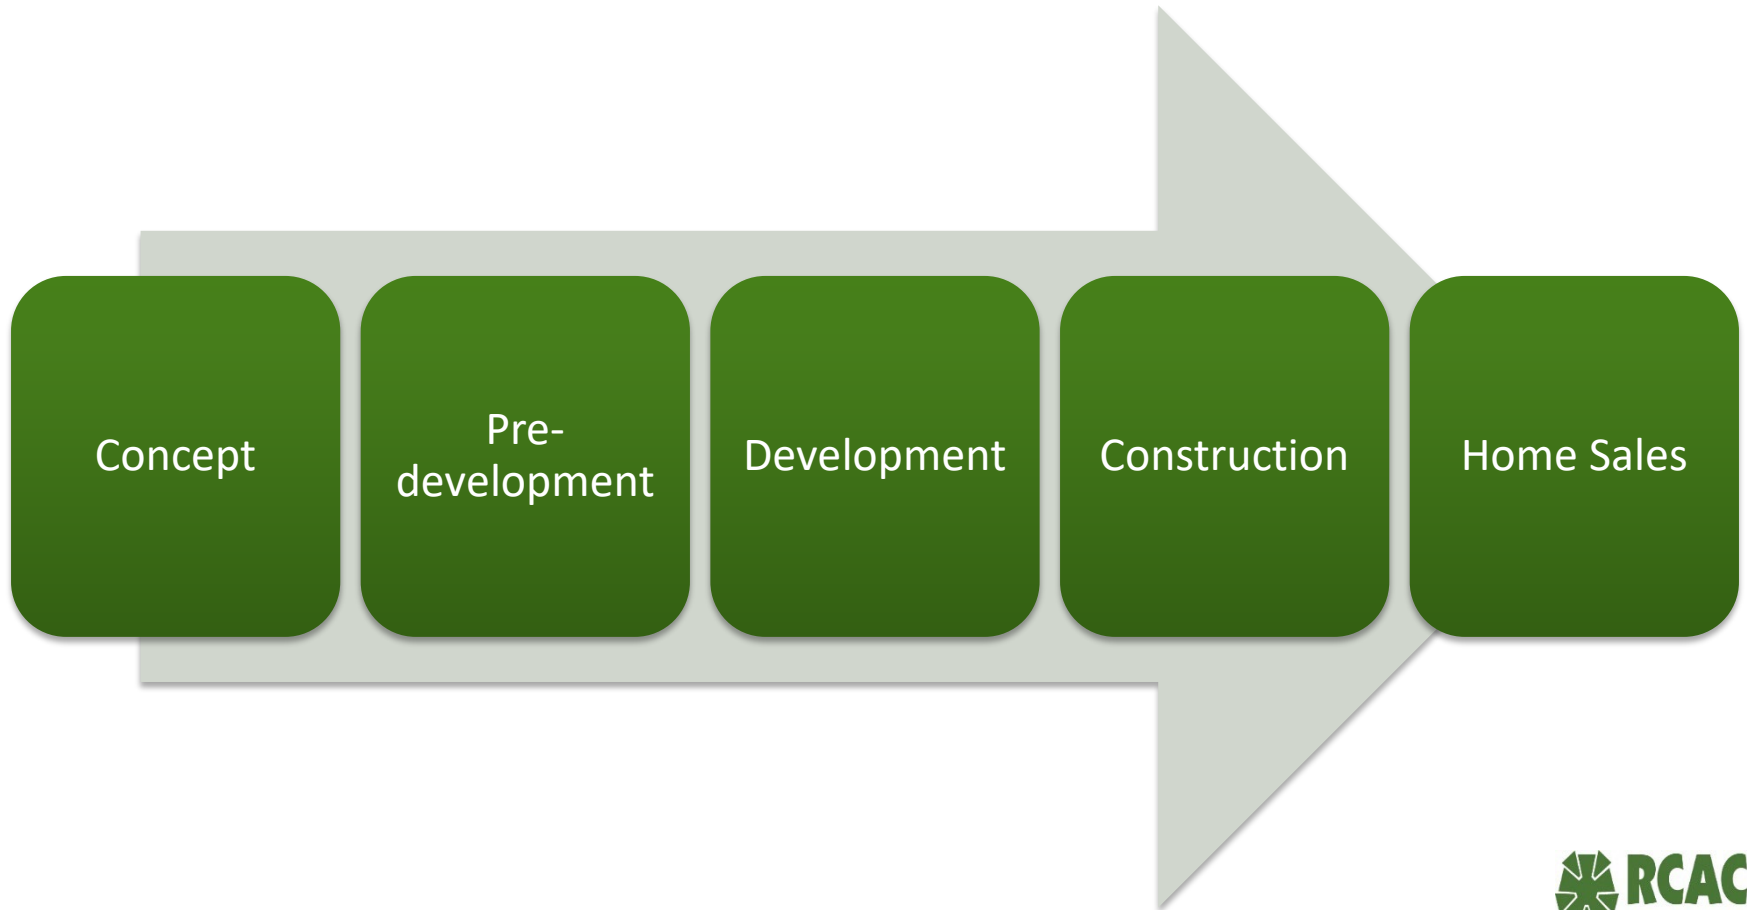 Concept
Pre-
development
Development
Construction
Home Sales
RCAC